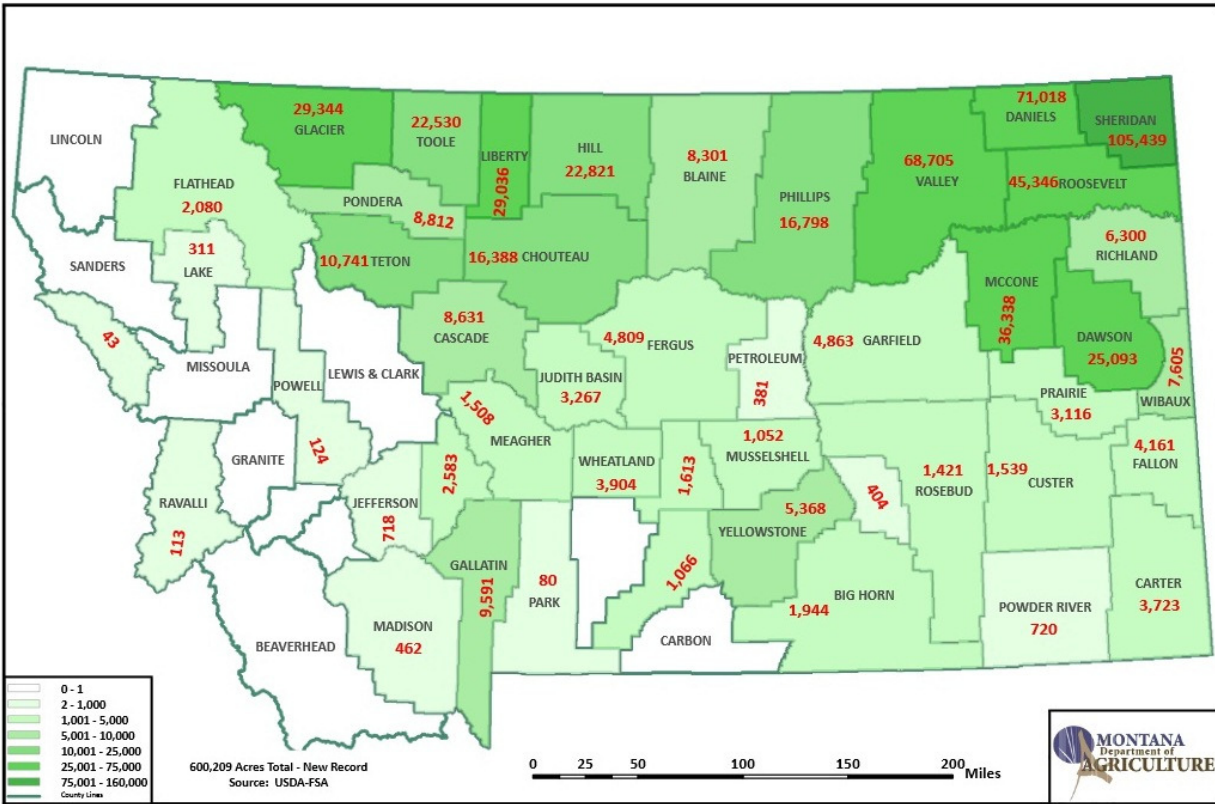 LINCOLN
FLATHEAD
2,080
29,344
GLACIER
22,530
TOOLE
LIBERTY
29,036
HILL
22,821
8,301
BLAINE
PHILLIPS
16,798
68,705
VALLEY
71,018
DANIELS
SHERIDAN
105,439
45,346 ROOSEVELT
PONDERA
8,812
SANDERS
311
LAKE
10,741 TETON
16,388 CHOUTEAU
6,300
RICHLAND
MCCONE
36,338
DAWSON
25,093
7,605
WIBAUX
43
MISSOULA
POWELL
124
LEWIS & CLARK
8,631
CASCADE
JUDITH BASIN
3,267
4,809 FERGUS
PETROLEUM
381
4,863 GARFIELD
PRAIRIE
3,116
1,508
MEAGHER
GRANITE
RAVALLI
113
JEFFERSON
718
2,583
WHEATLAND
3,904
1,613
1,052
MUSSELSHELL
404
1,421
ROSEBUD
1,539
CUSTER
4,161
FALLON
5,368
YELLOWSTONE
GALLATIN
9,591
80
PARK
1,066
1,944
BIG HORN
POWDER RIVER
720
CARTER
3,723
BEAVERHEAD
MADISON
462
CARBON
0 - 1
2 - 1,000
1,001 - 5,000
5,001 - 10,000
10,001 - 25,000
25,001 - 75,000
75,001 - 160,000
County Lines
600,209 Acres Total - New Record
Source: USDA-FSA
0 25 50 100 150 200
Miles
MONTANA
Department of
AGRICULTURE